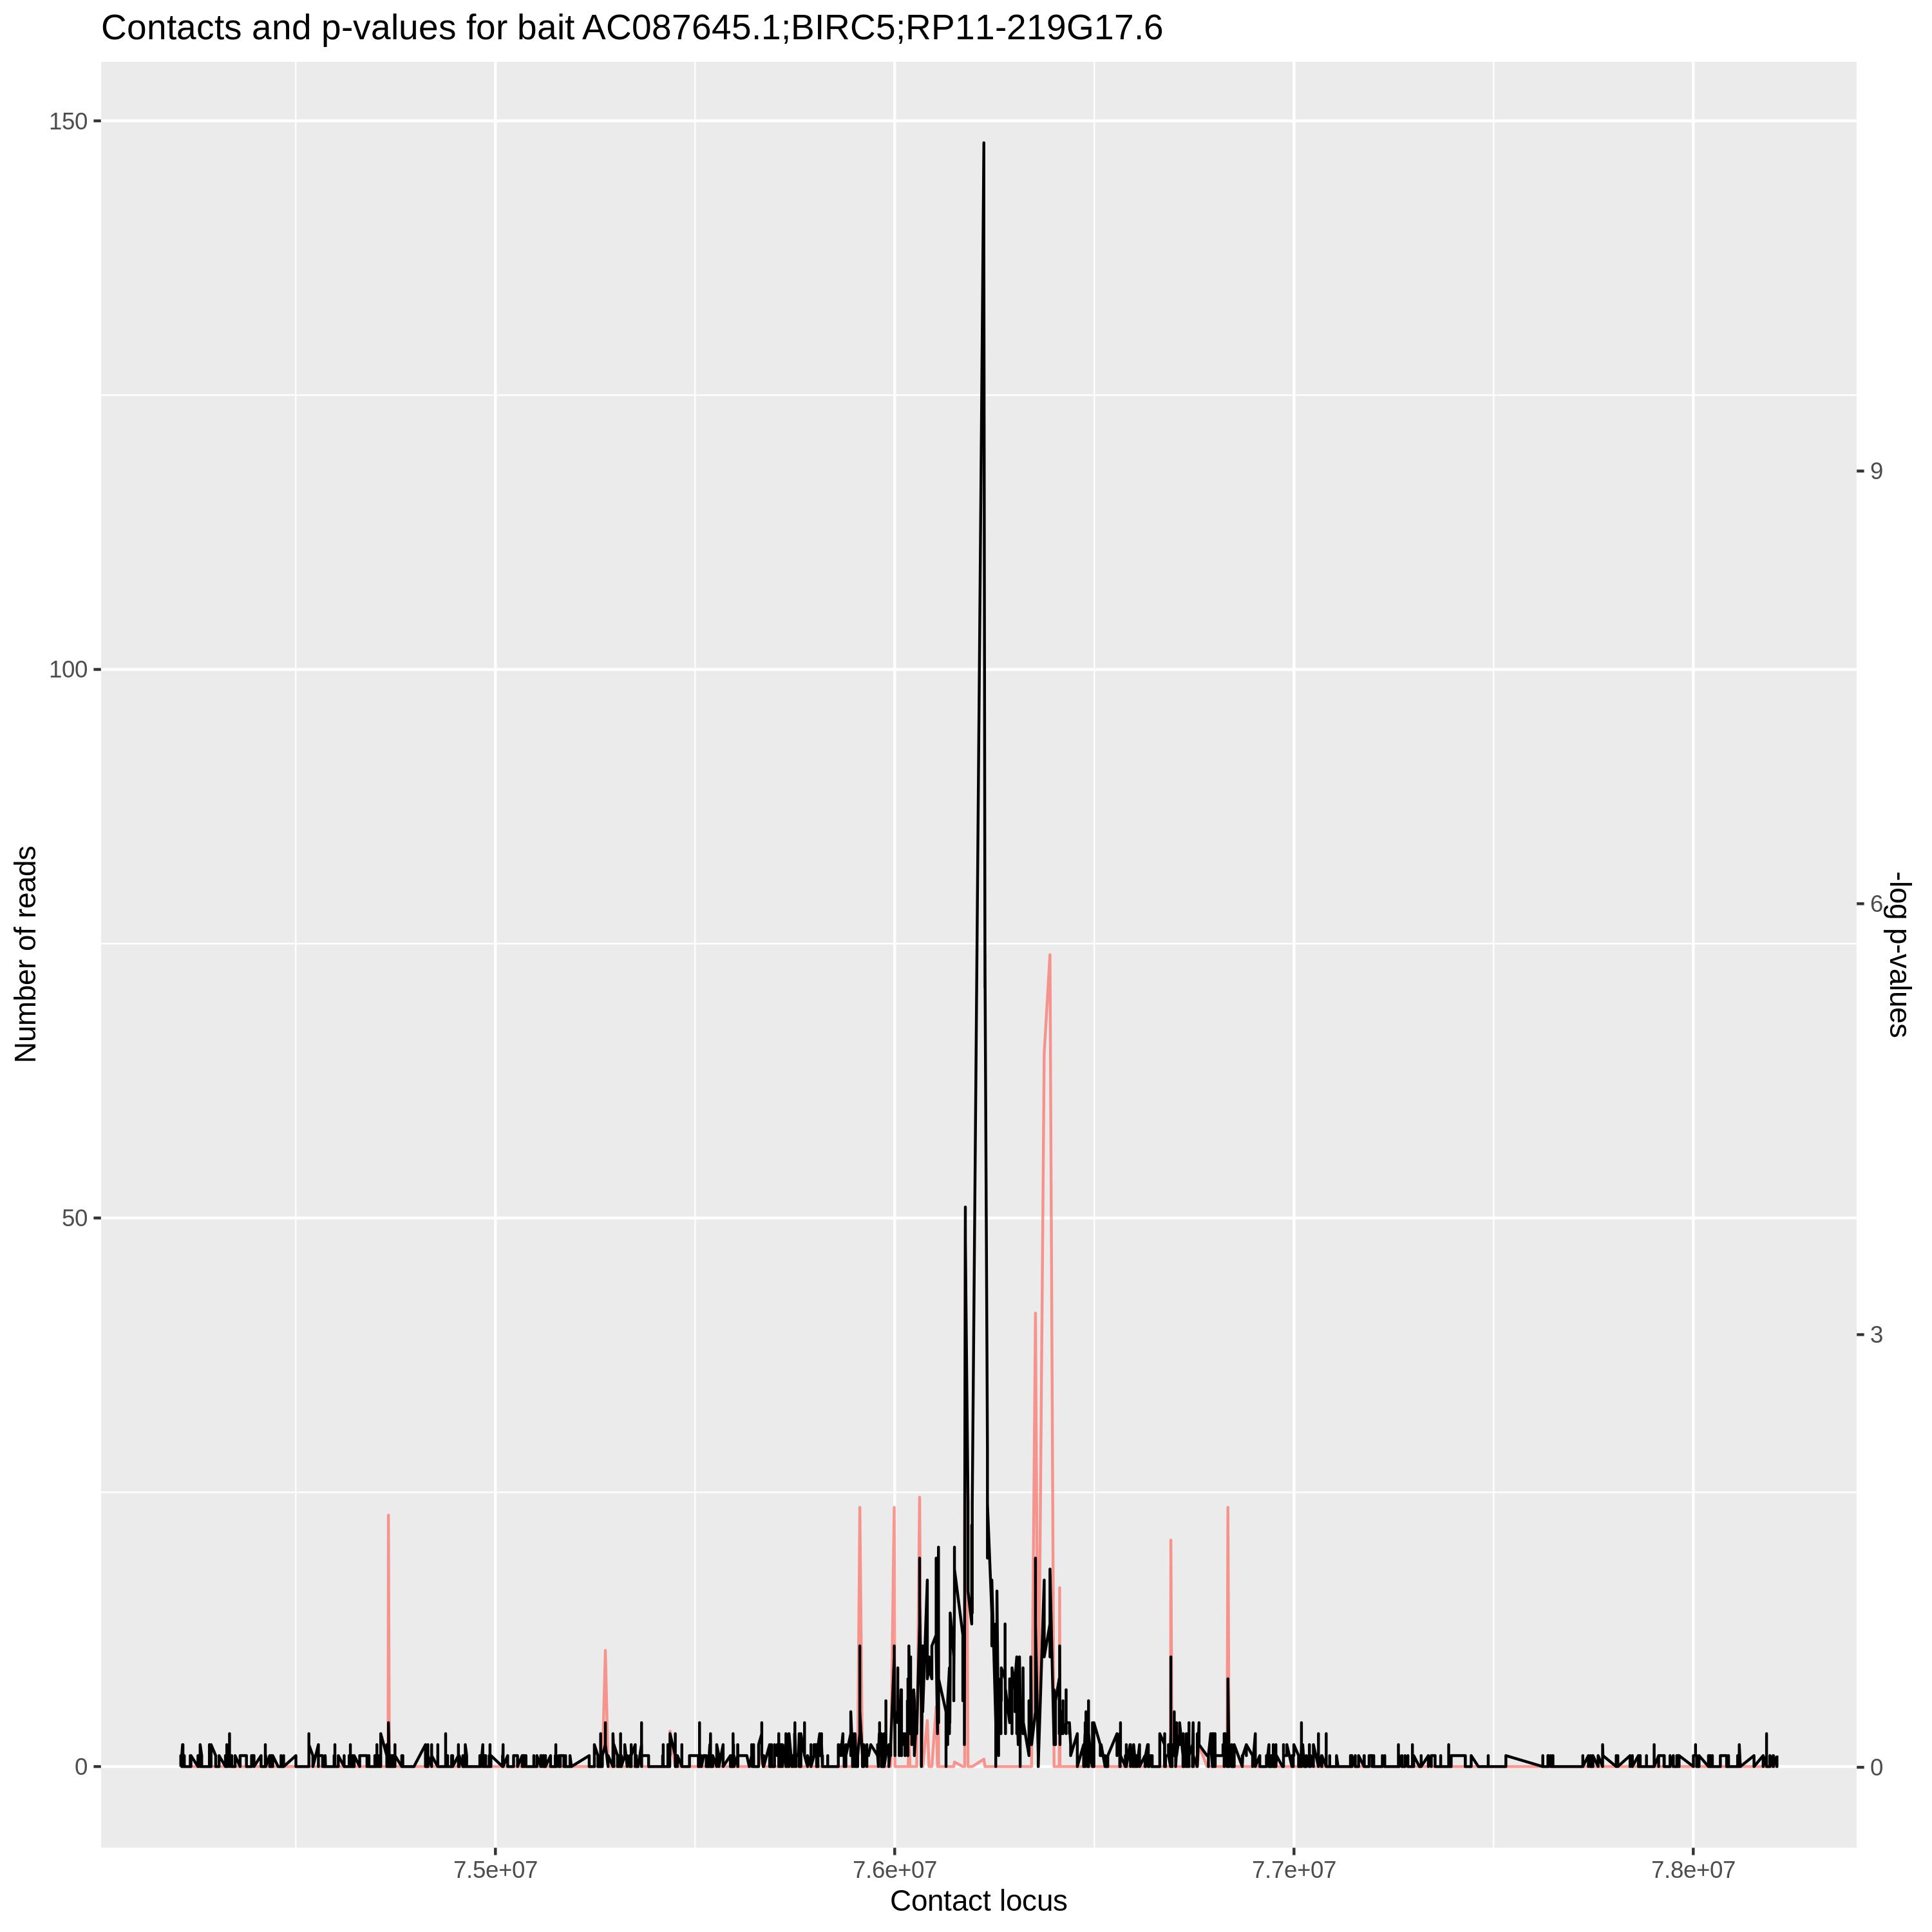 Contacts and p-values for bait AC087645.1;BIRC5;RP11-219G17.6
150
100
50
0
Number of reads
9
6
3
0
-log p-values
7.5e+07
7.6e+07
7.7e+07
7.8e+07
Contact locus